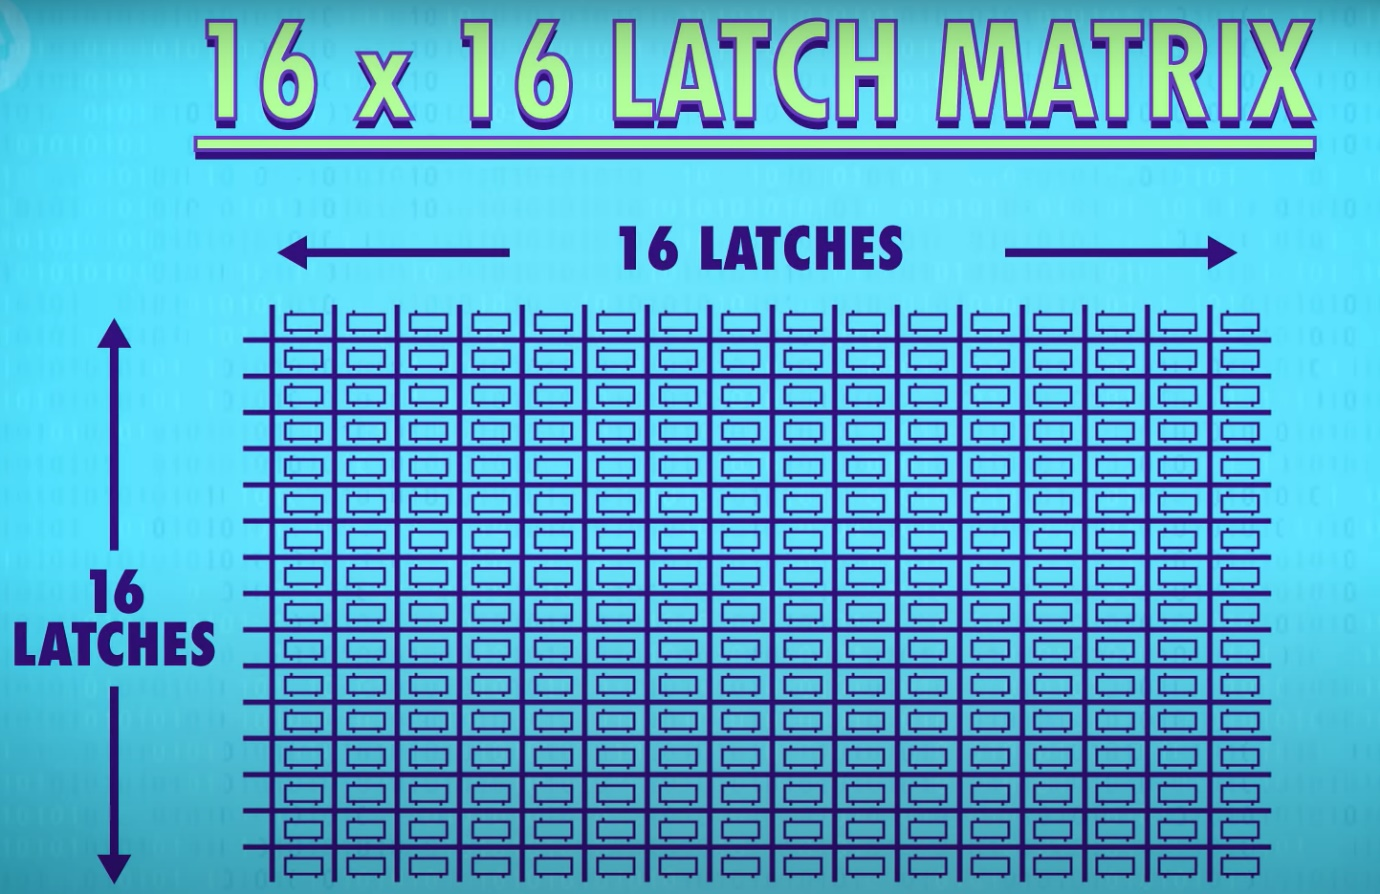 16 x 16 LATCH MATRIX
16 LATCHES
16
LATCHES